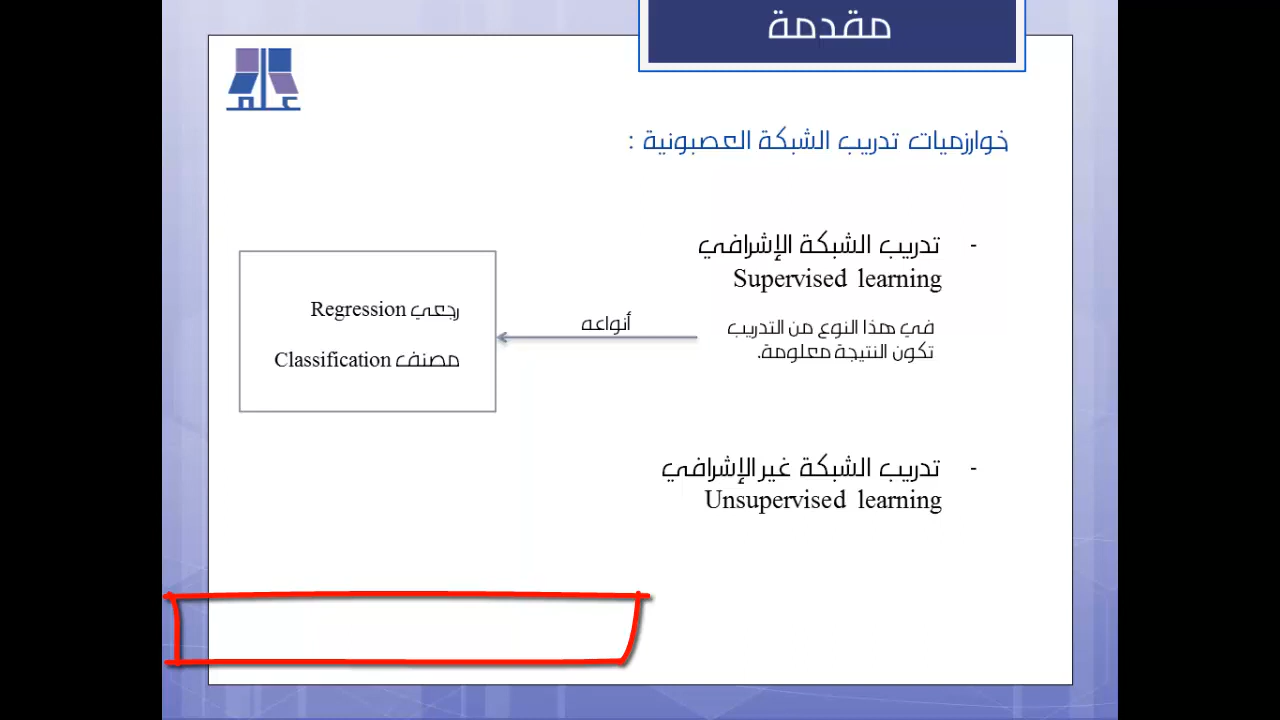 مقدمة
علم
خوارزميات تدريب الشبكة العصبونية :
- تدريب الشبكة الإشرافي
Supervised learning
في هذا النوع من التدريب
تكون النتيجة معلومة.
أنواعه
رجعي Regression
مصنف Classification
- تدريب الشبكة غير الإشرافي
Unsupervised learning